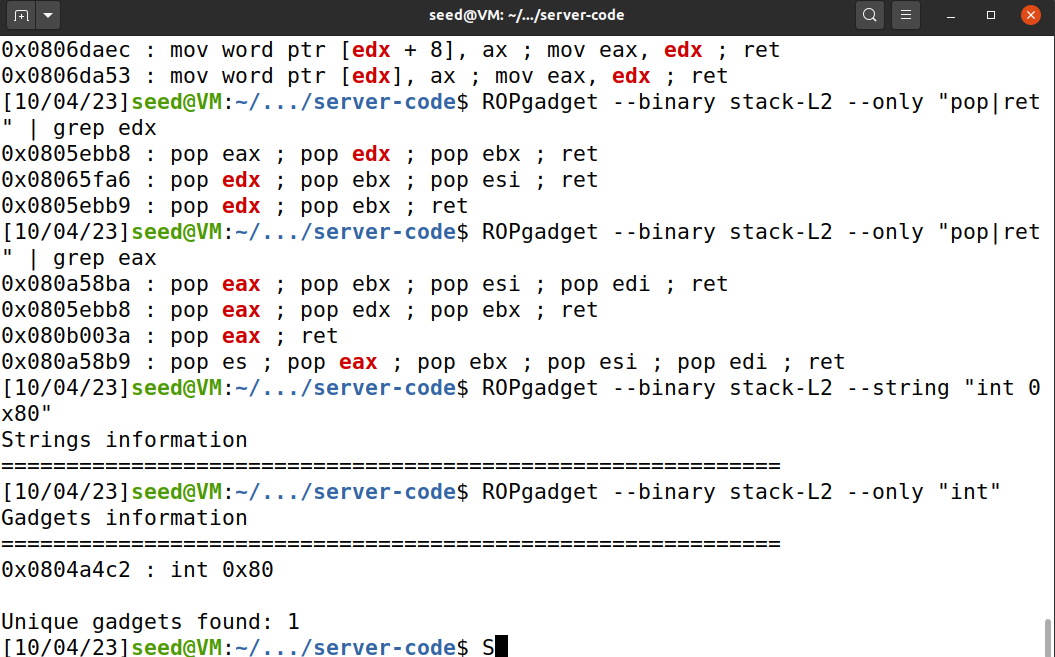 seed@VM: ~/.../server-code
0x0806daec : mov word ptr [edx + 8], ax ; mov eax, edx ; ret
0x0806da53 : mov word ptr [edx], ax ; mov eax, edx ; ret
[10/04/23]seed@VM:~/.../server-code$ ROPgadget --binary stack-L2 --only "pop|ret
" | grep edx
0x0805ebb8 : pop eax ; pop edx ; pop ebx ; ret
0x08065fa6 : pop edx ; pop ebx ; pop esi ; ret
0x0805ebb9 : pop edx ; pop ebx ; ret
[10/04/23]seed@VM:~/.../server-code$ ROPgadget --binary stack-L2 --only "pop|ret
" | grep eax
0x080a58ba : pop eax ; pop ebx ; pop esi ; pop edi ; ret
0x0805ebb8 : pop eax ; pop edx ; pop ebx ; ret
0x080b003a : pop eax ; ret
0x080a58b9 : pop es ; pop eax ; pop ebx ; pop esi ; pop edi ; ret
[10/04/23]seed@VM:~/.../server-code$ ROPgadget --binary stack-L2 --string "int 0
x80"
Strings information
============================================================
[10/04/23]seed@VM:~/.../server-code$ ROPgadget --binary stack-L2 --only "int"
Gadgets information
============================================================
0x0804a4c2 : int 0x80
Unique gadgets found: 1
[10/04/23]seed@VM:~/.../server-code$ S